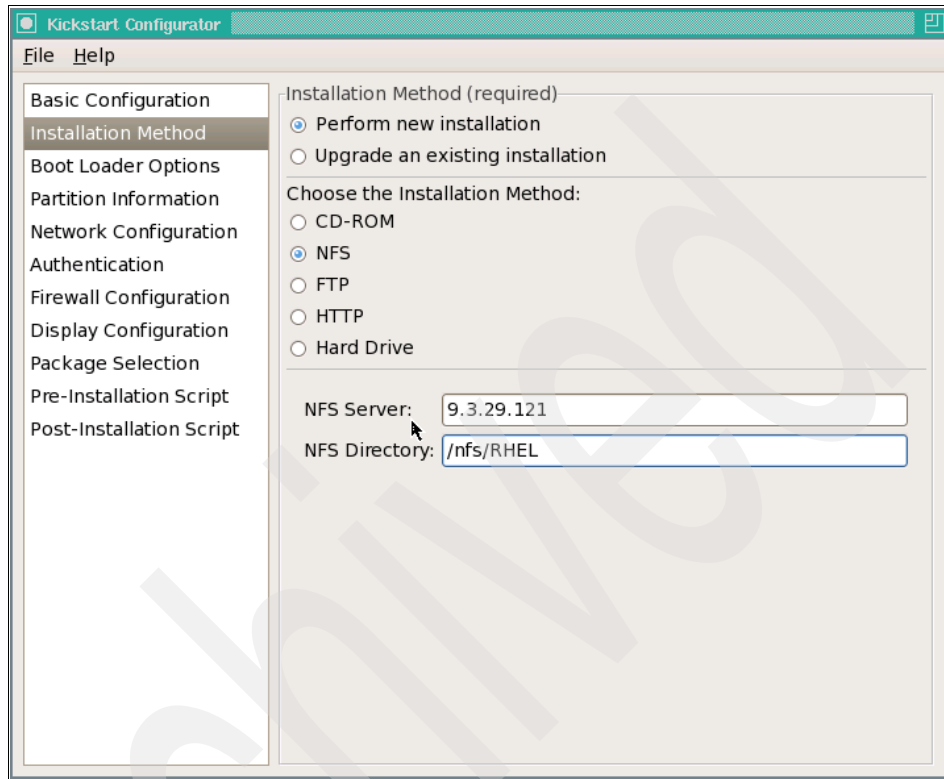 Kickstart Configurator
File Help
Basic Configuration
Installation Method
Boot Loader Options
Partition Information
Network Configuration
Authentication
Firewall Configuration
Display Configuration
Package Selection
Pre-Installation Script
Post-Installation Script
Installation Method (required)
Perform new installation
Upgrade an existing installation
Choose the Installation Method:
CD-ROM
NFS
FTP
HTTP
Hard Drive
NFS Server: 9.3.29.121
NFS Directory: /nfs/RHEL
hived